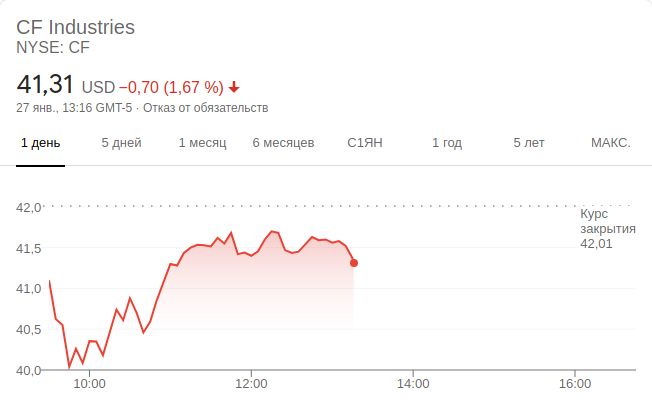 CF Industries
NYSE: CF
41,31 USD −0,70 (1,67 %)
27 янв., 13:16 GMT-5 · Отказ от обязательств
1 день 5 дней 1 месяц 6 месяцев С1ЯН 1 год 5 лет МАКС.
42,0
Курс
закрытия
42,01
41,5
41,0
40,5
40,0
10:00 12:00 14:00 16:00